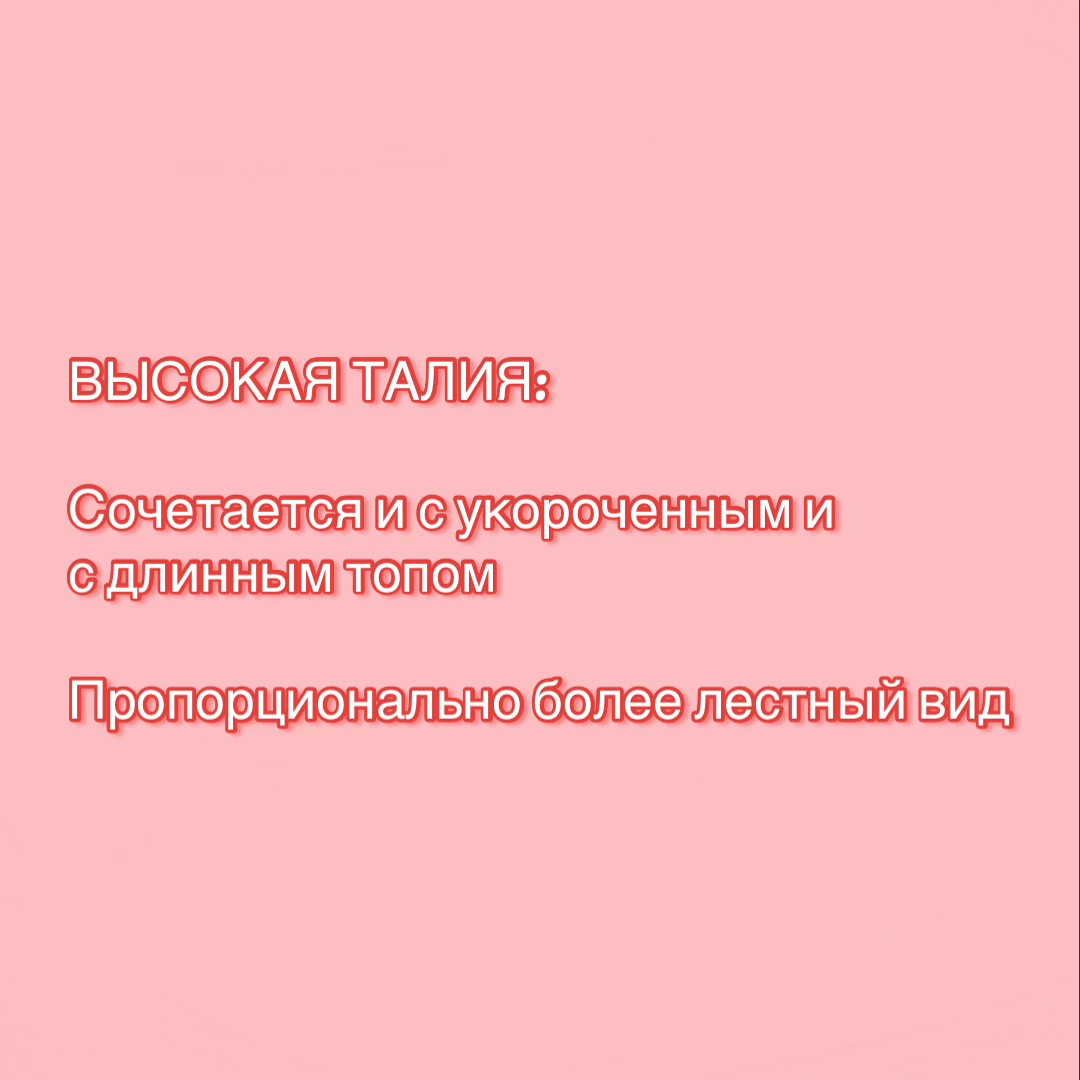 ВЫСОКАЯ ТАЛИЯ:
Сочетается и с укороченным и
с длинным топом
Пропорционально более лестный вид